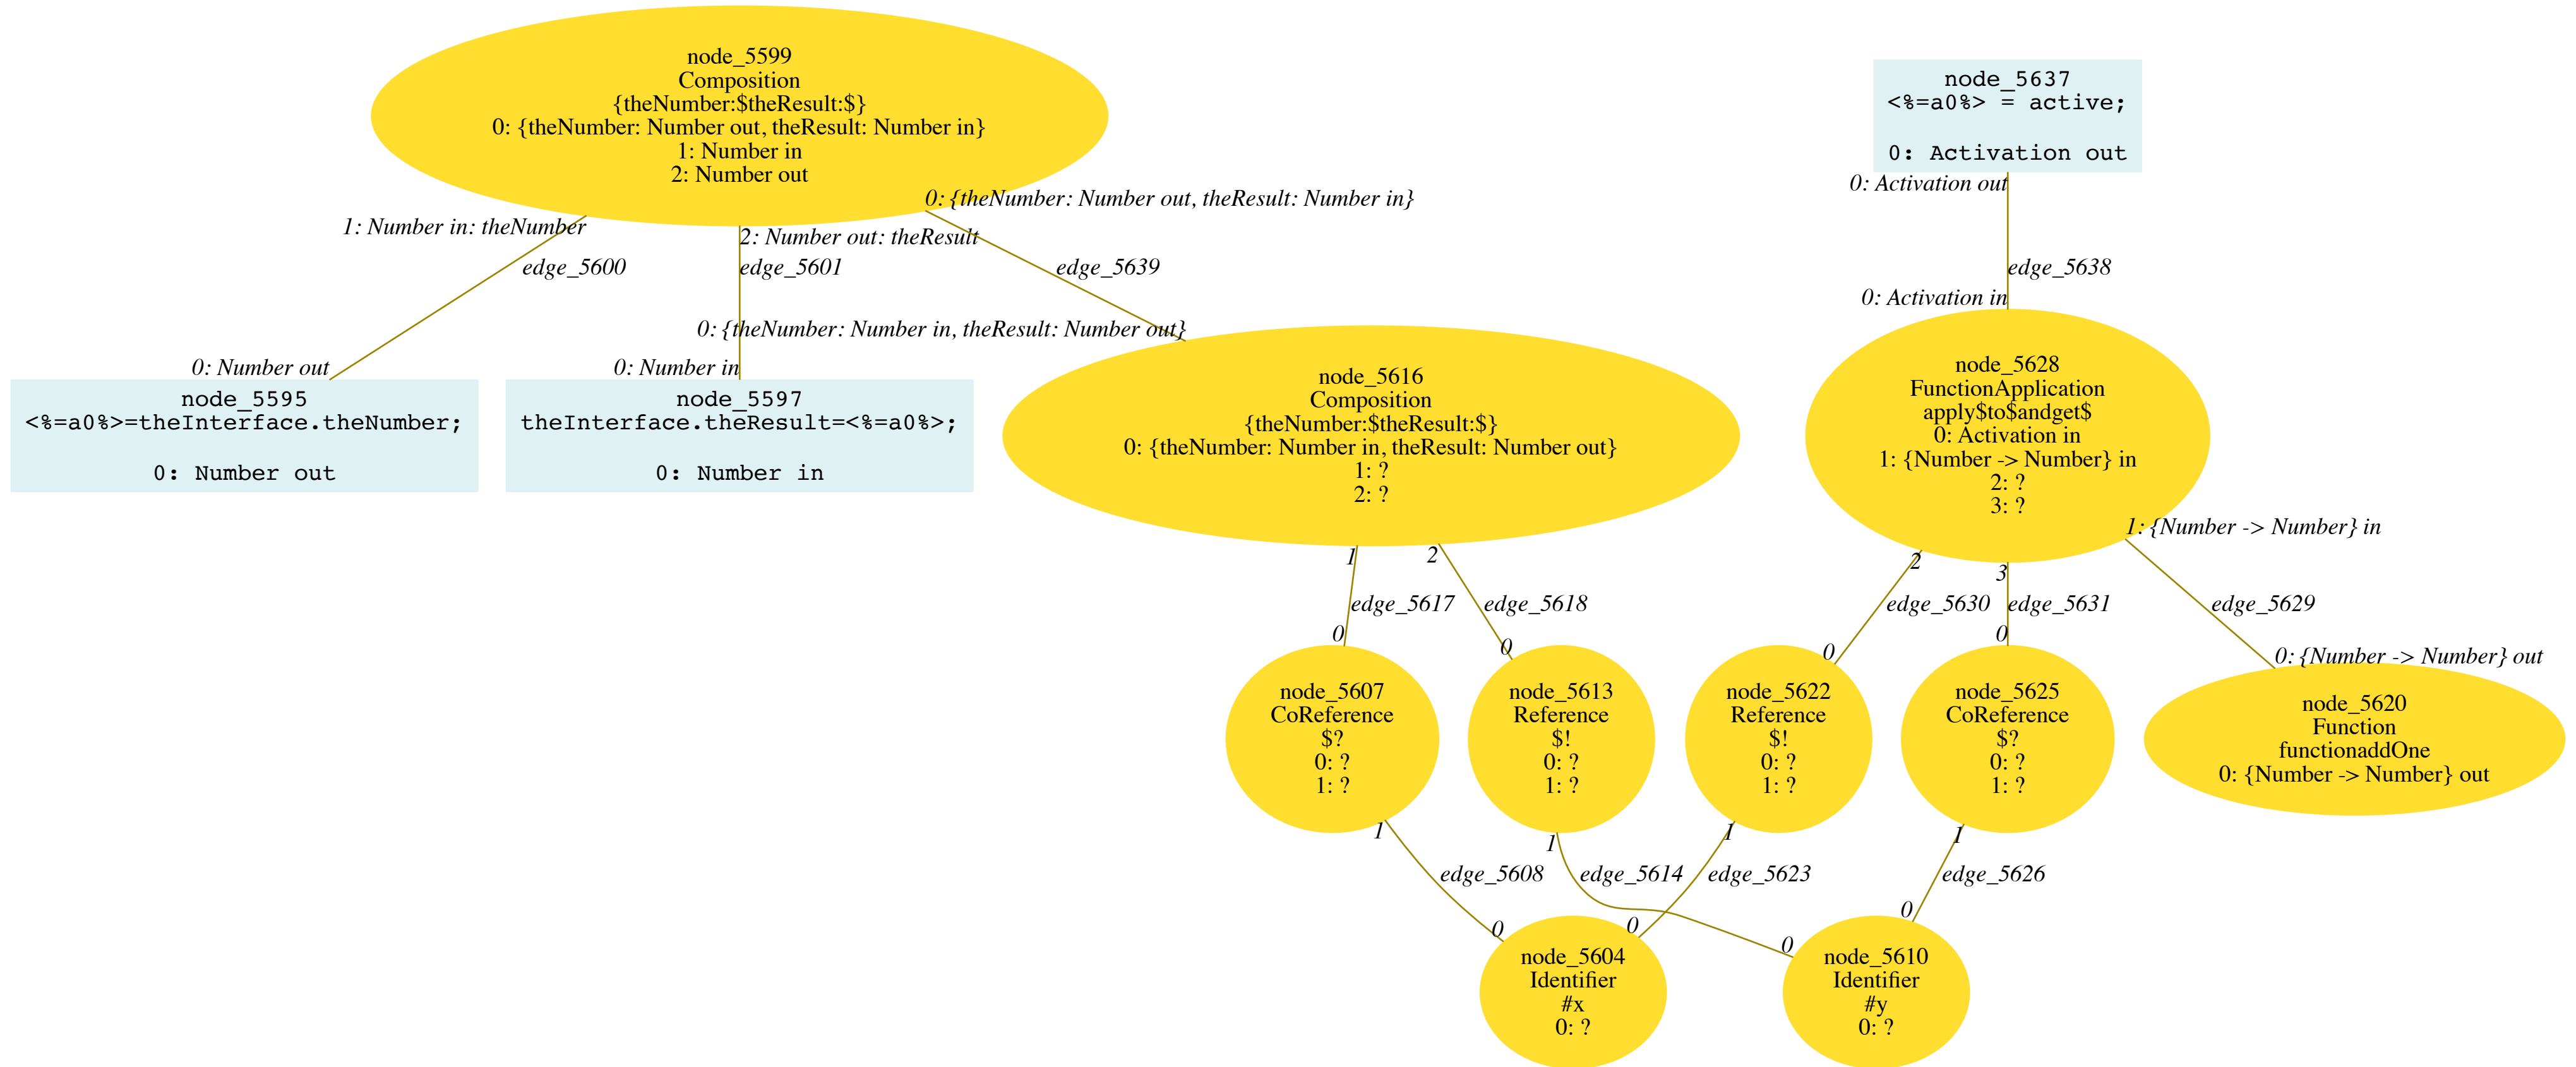 node_5599
Composition
{theNumber:$theResult:$}
0: {theNumber: Number out, theResult: Number in}
1: Number in
2: Number out
node_5637
<%=a0%> = active;
0: Activation out
0: {theNumber: Number out, theResult: Number in}
0: Activation out
1: Number in: theNumber
2: Number out: theResult
edge_5600
edge_5601
edge_5639
edge_5638
0: Activation in
0: {theNumber: Number in, theResult: Number out}
0: Number out
0: Number in
node_5595
<%=a0%>=theInterface.theNumber;
0: Number out
node_5597
theInterface.theResult=<%=a0%>;
0: Number in
node_5616
Composition
{theNumber:$theResult:$}
0: {theNumber: Number in, theResult: Number out}
1: ?
2: ?
node_5628
FunctionApplication
apply$to$andget$
0: Activation in
1: {Number -> Number} in
2: ?
3: ?
1: {Number -> Number} in
1
2
2
3
edge_5617
edge_5618
edge_5630
edge_5631
edge_5629
0
0
0
0
0: {Number -> Number} out
node_5607
CoReference
$?
0: ?
1: ?
node_5613
Reference
$!
0: ?
1: ?
node_5622
Reference
$!
0: ?
1: ?
node_5625
CoReference
$?
0: ?
1: ?
node_5620
Function
functionaddOne
0: {Number -> Number} out
1
1
1
1
edge_5608
edge_5614
edge_5623
edge_5626
0
0
0
0
node_5604
Identifier
#x
0: ?
node_5610
Identifier
#y
0: ?